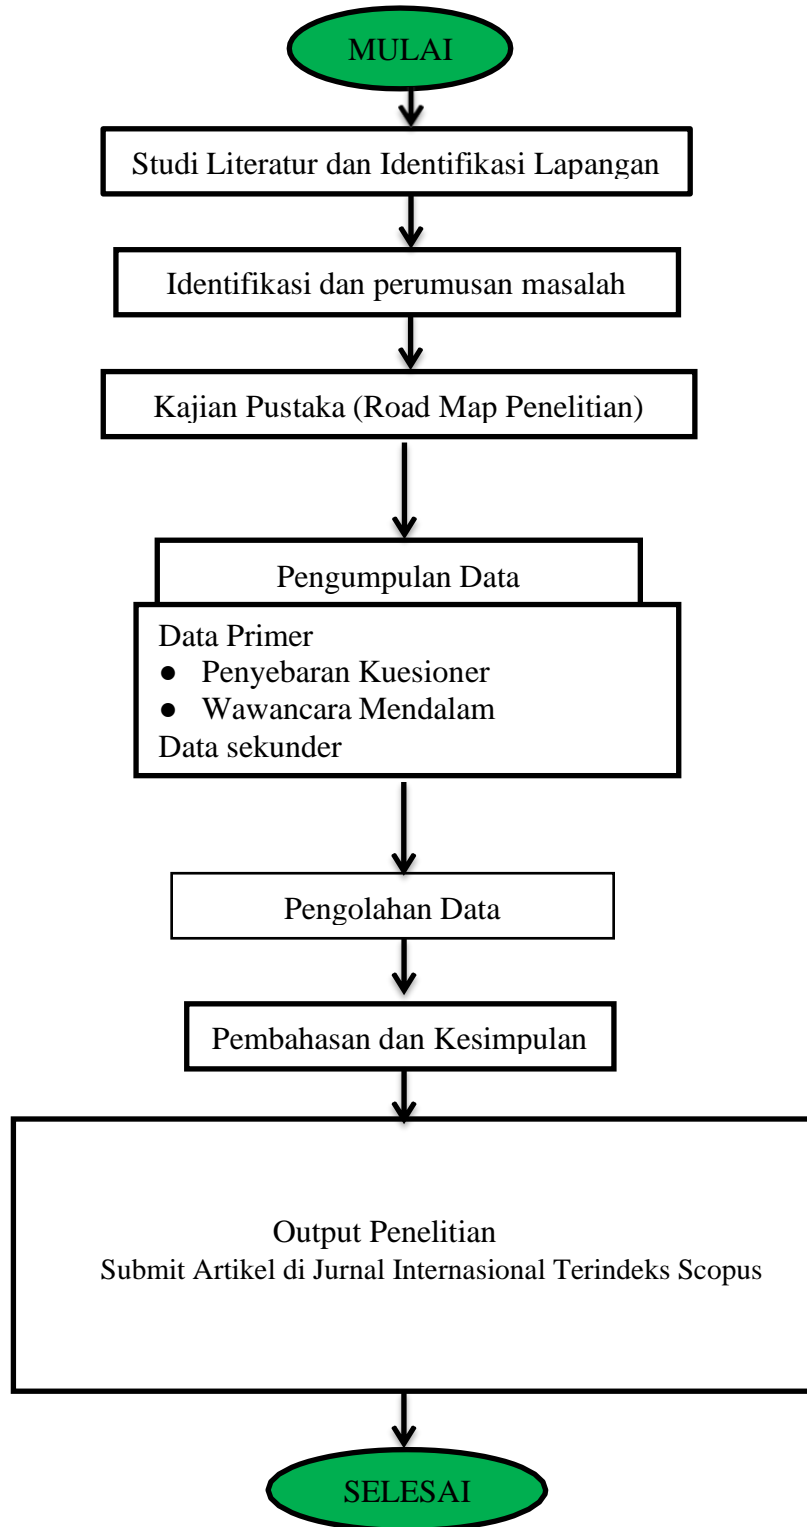 MULAI
Studi Literatur dan Identifikasi Lapangan
Identifikasi dan perumusan masalah
Kajian Pustaka (Road Map Penelitian)
Pengumpulan Data
Data Primer
● Penyebaran Kuesioner
● Wawancara Mendalam
Data sekunder
Pengolahan Data
Pembahasan dan Kesimpulan
Output Penelitian
Submit Artikel di Jurnal Internasional Terindeks Scopus
SELESAI